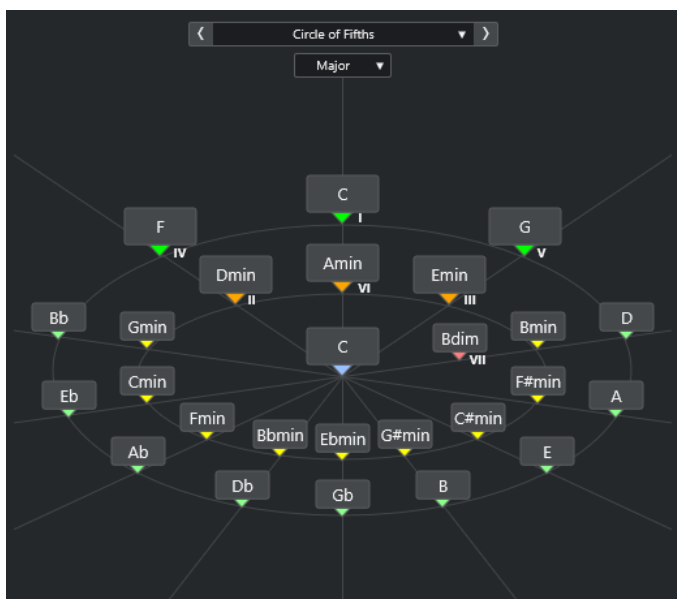 Circle of Fifths
Major
C
I
F
IV
G
V
Amin
VI
Dmin
II
Emin
III
Bb
D
Gmin
Bmin
Bdim
VII
C
Cmin
F#min
Eb
A
Fmin
C#min
Bbmin
Ebmin
G#min
Ab
E
Db
Gb
B